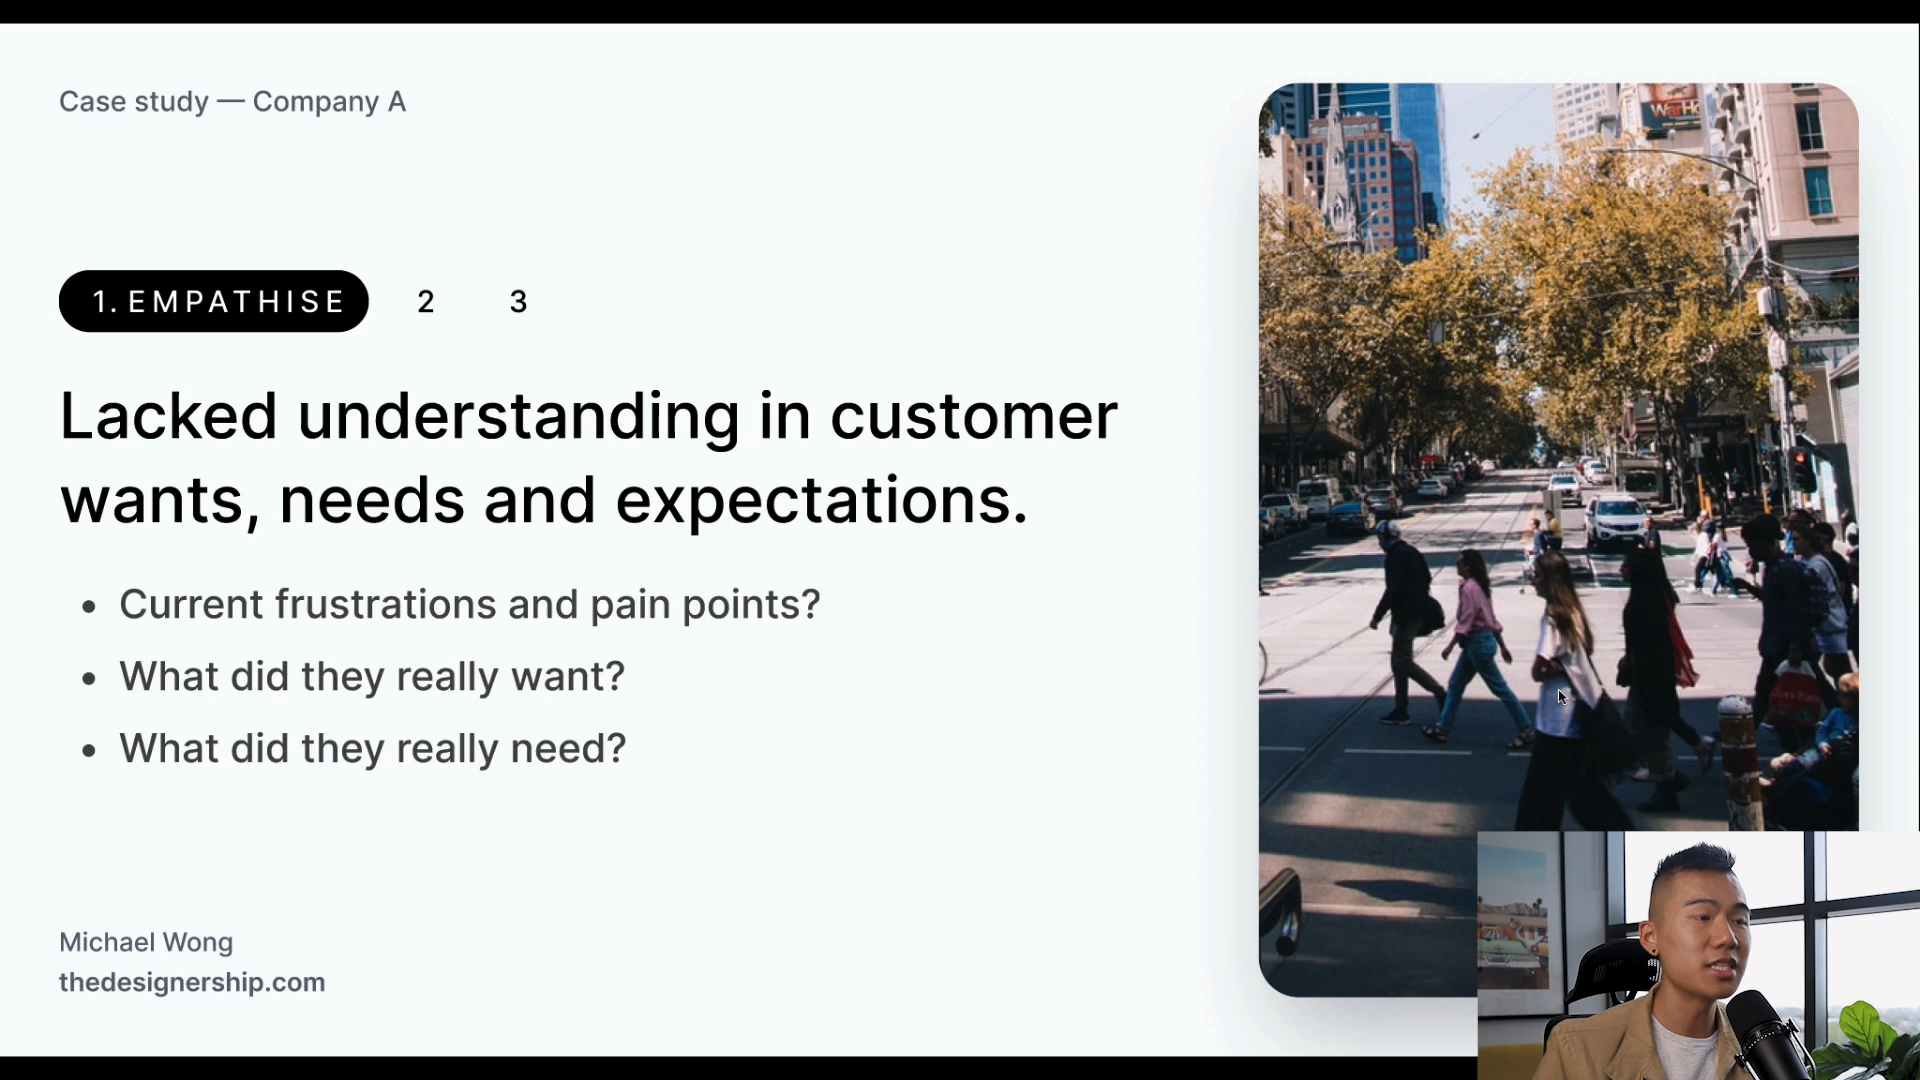 Case study — Company A
1. EMPATHISE 2 3
Lacked understanding in customer
wants, needs and expectations.
• Current frustrations and pain points?
• What did they really want?
• What did they really need?
Michael Wong
thedesignership.com